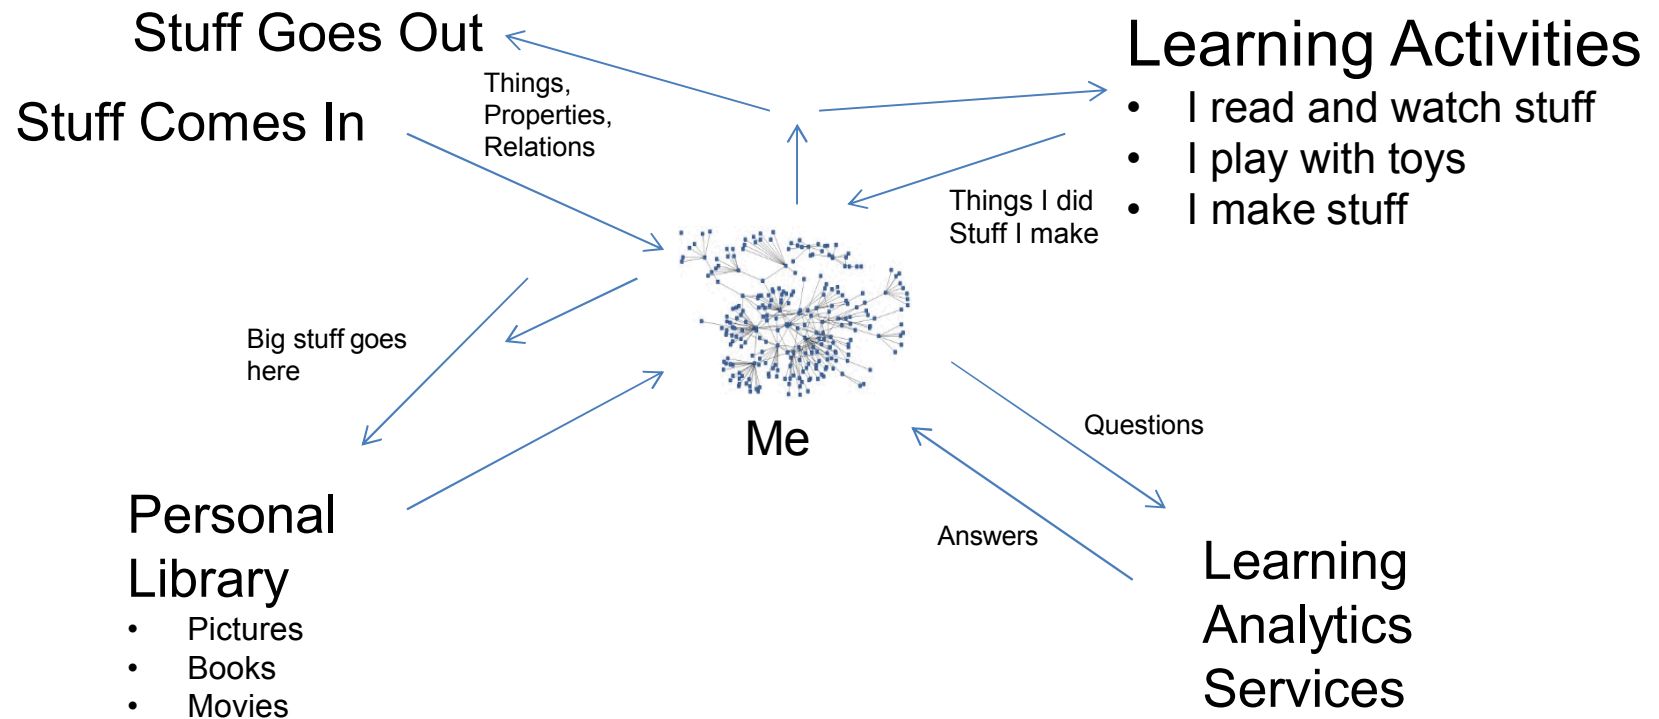 Stuff Goes Out
Stuff Comes In
Things,
Properties,
Relations
Learning Activities
• I read and watch stuff
• I play with toys
• I make stuff
Things I did
Stuff I make
Big stuff goes
here
Me
Questions
Answers
Personal
Library
• Pictures
• Books
• Movies
Learning
Analytics
Services